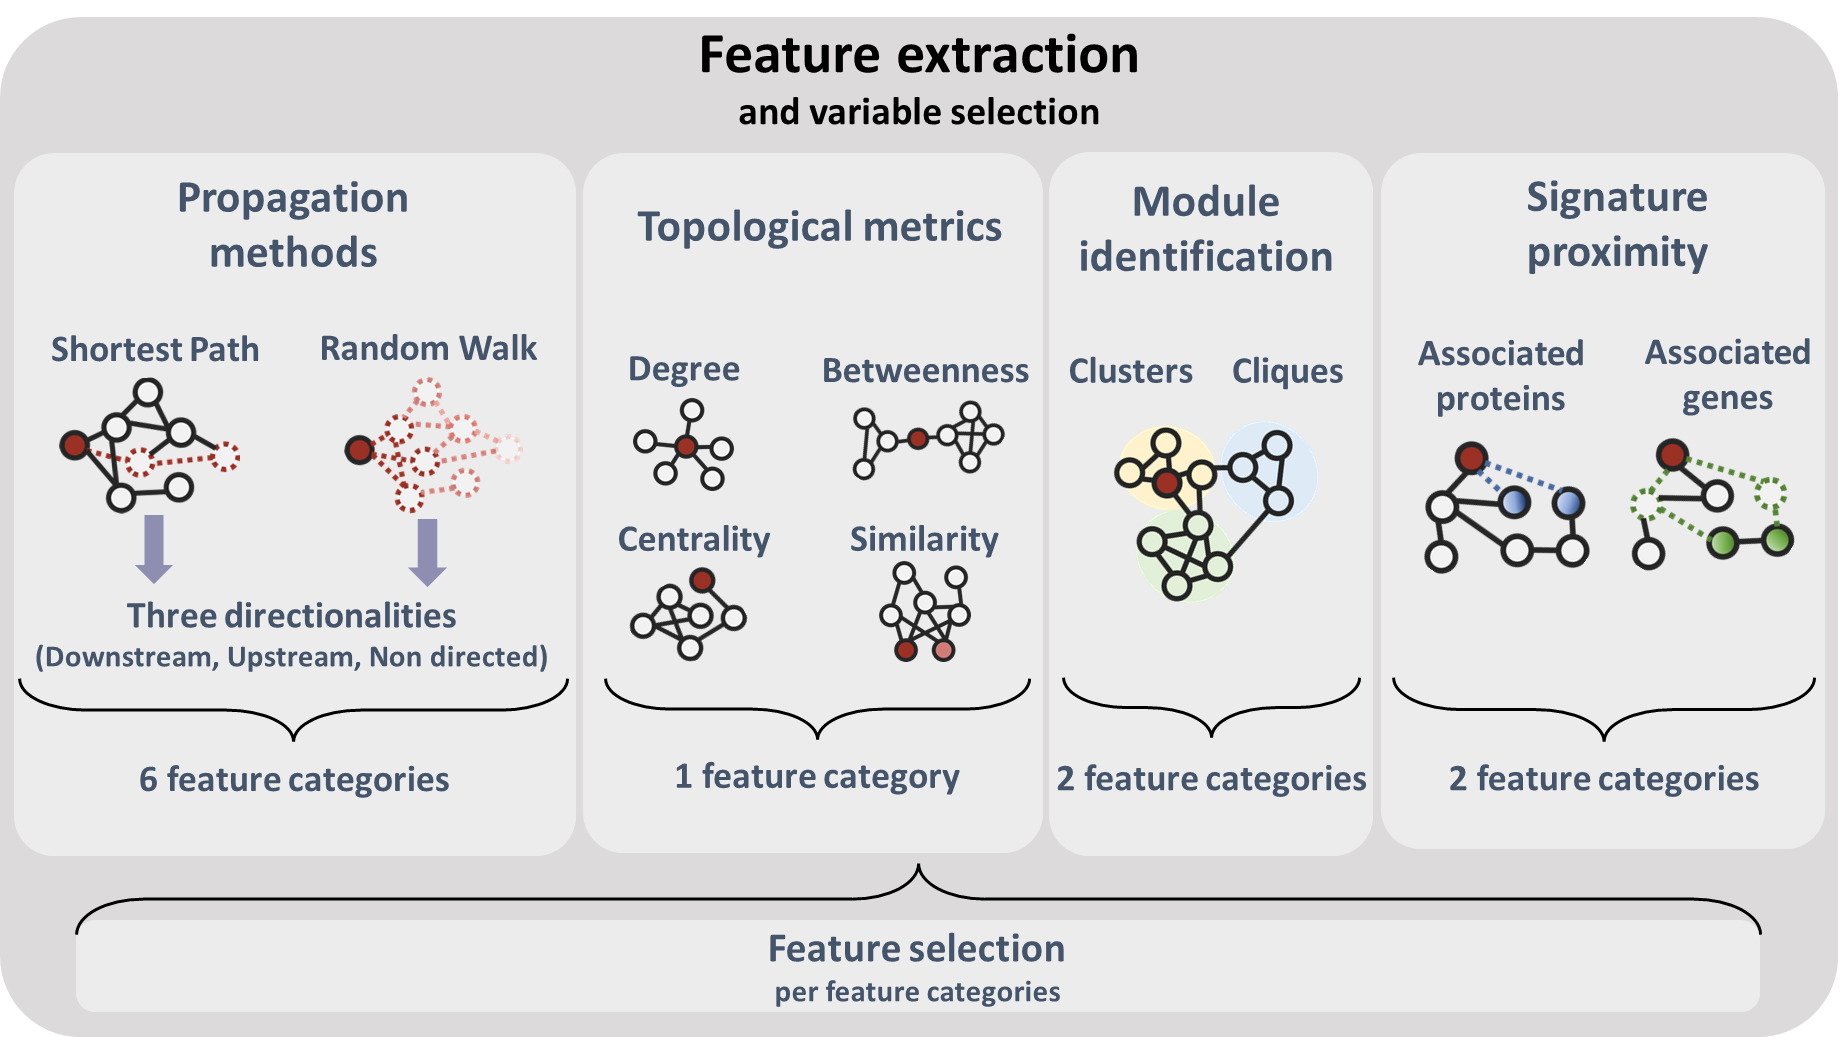 Feature extraction
and variable selection
Propagation
methods
Shortest Path
Random Walk
Three directionalities
(Downstream, Upstream, Non directed)
6 feature categories
Topological metrics
Degree
Betweenness
Centrality
Similarity
1 feature category
Module
identification
Clusters
Cliques
2 feature categories
Signature
proximity
Associated
proteins
Associated
genes
2 feature categories
Feature selection
per feature categories